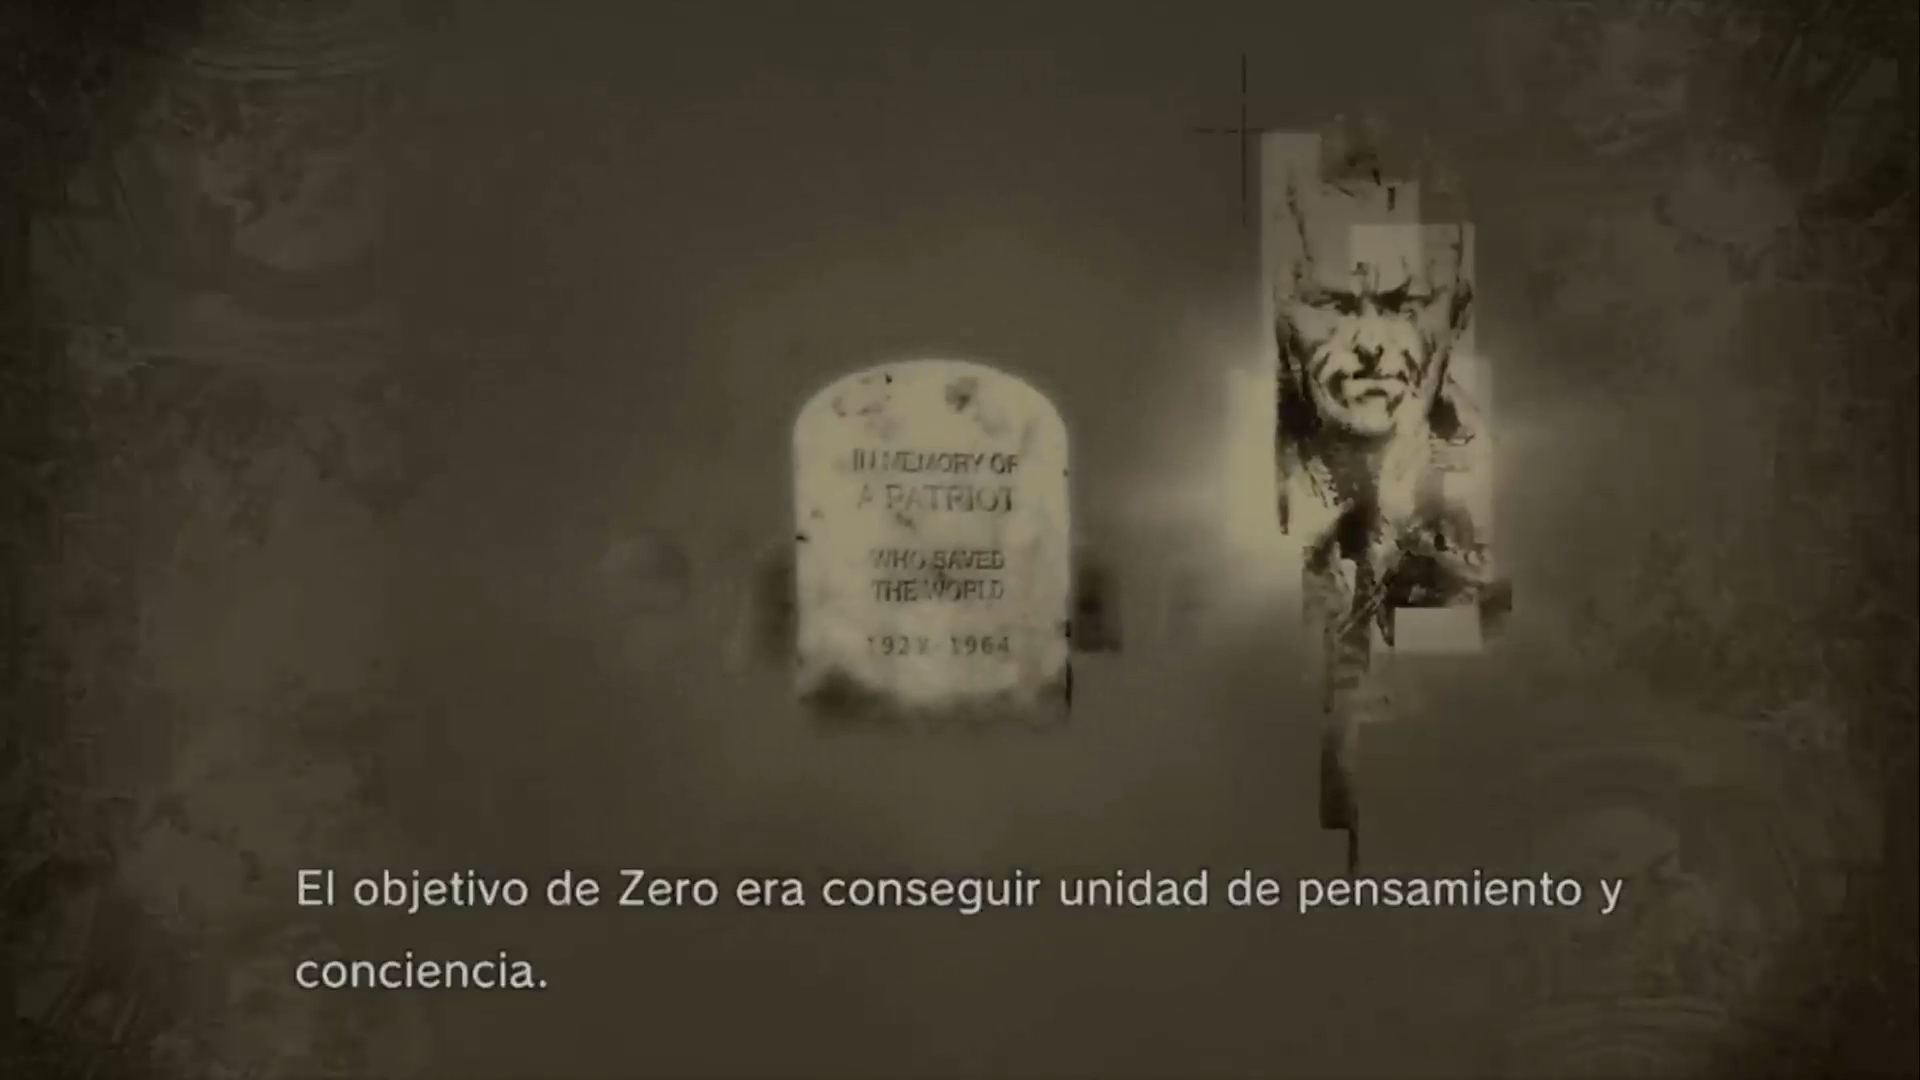 IN MEMORY OF
A PATRIOT
WHO SAVED
THE WORLD
192X-1964
El objetivo de Zero era conseguir unidad de pensamiento y
conciencia.